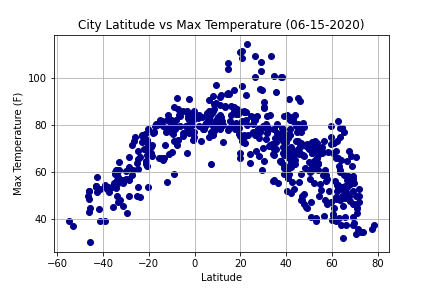 City Latitude vs Max Temperature (06-15-2020)
Max Temperature (F)
100
80
60
40
−60 −40 −20 0 20 40 60 80
Latitude